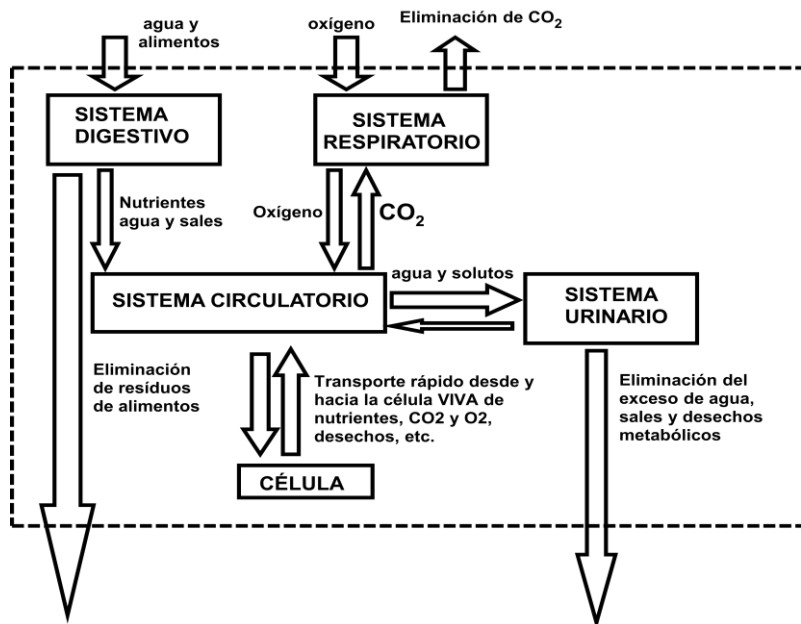 agua y
alimentos
oxígeno
Eliminación de CO₂
SISTEMA
DIGESTIVO
SISTEMA
RESPIRATORIO
Nutrientes
agua y sales
Oxígeno
CO₂
SISTEMA CIRCULATORIO
agua y solutos
SISTEMA
URINARIO
Eliminación
de resíduos
de alimentos
Transporte rápido desde y
hacia la célula VIVA de
nutrientes, CO2 y O2,
desechos, etc.
Eliminación del
exceso de agua,
sales y desechos
metabólicos
CÉLULA